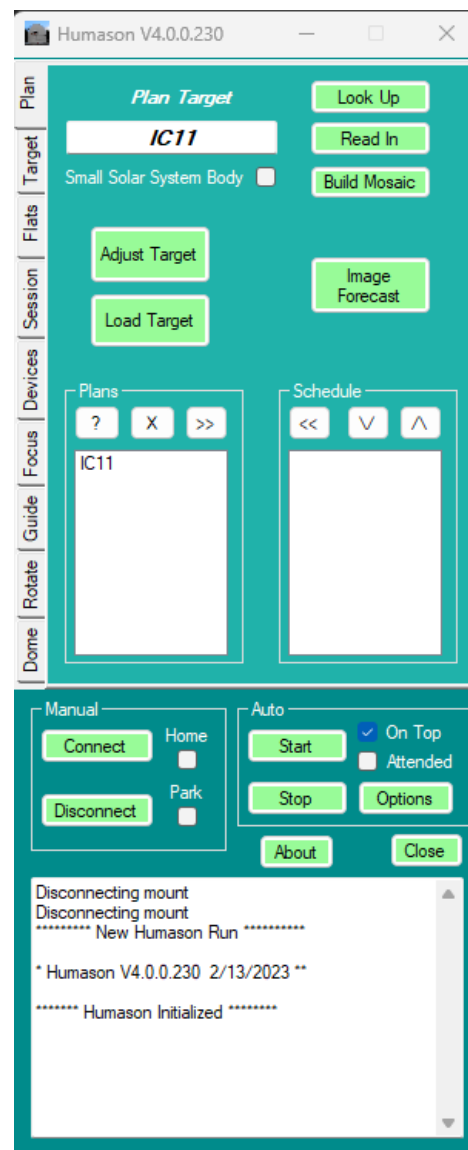 Humason V4.0.0.230
Plan
Target
Flats
Session
Devices
Focus
Guide
Rotate
Dome
Plan Target
Look Up
IC11
Read In
Small Solar System Body
Build Mosaic
Adjust Target
Image
Forecast
Load Target
Plans
? X >>
IC11
Schedule
<< \/ /\
Manual
Connect
Home
Disconnect
Park
Auto
Start
On Top
Attended
Stop
Options
About
Close
Disconnecting mount
Disconnecting mount
********* New Humason Run **********
* Humason V4.0.0.230 2/13/2023 **
******* Humason Initialized ********